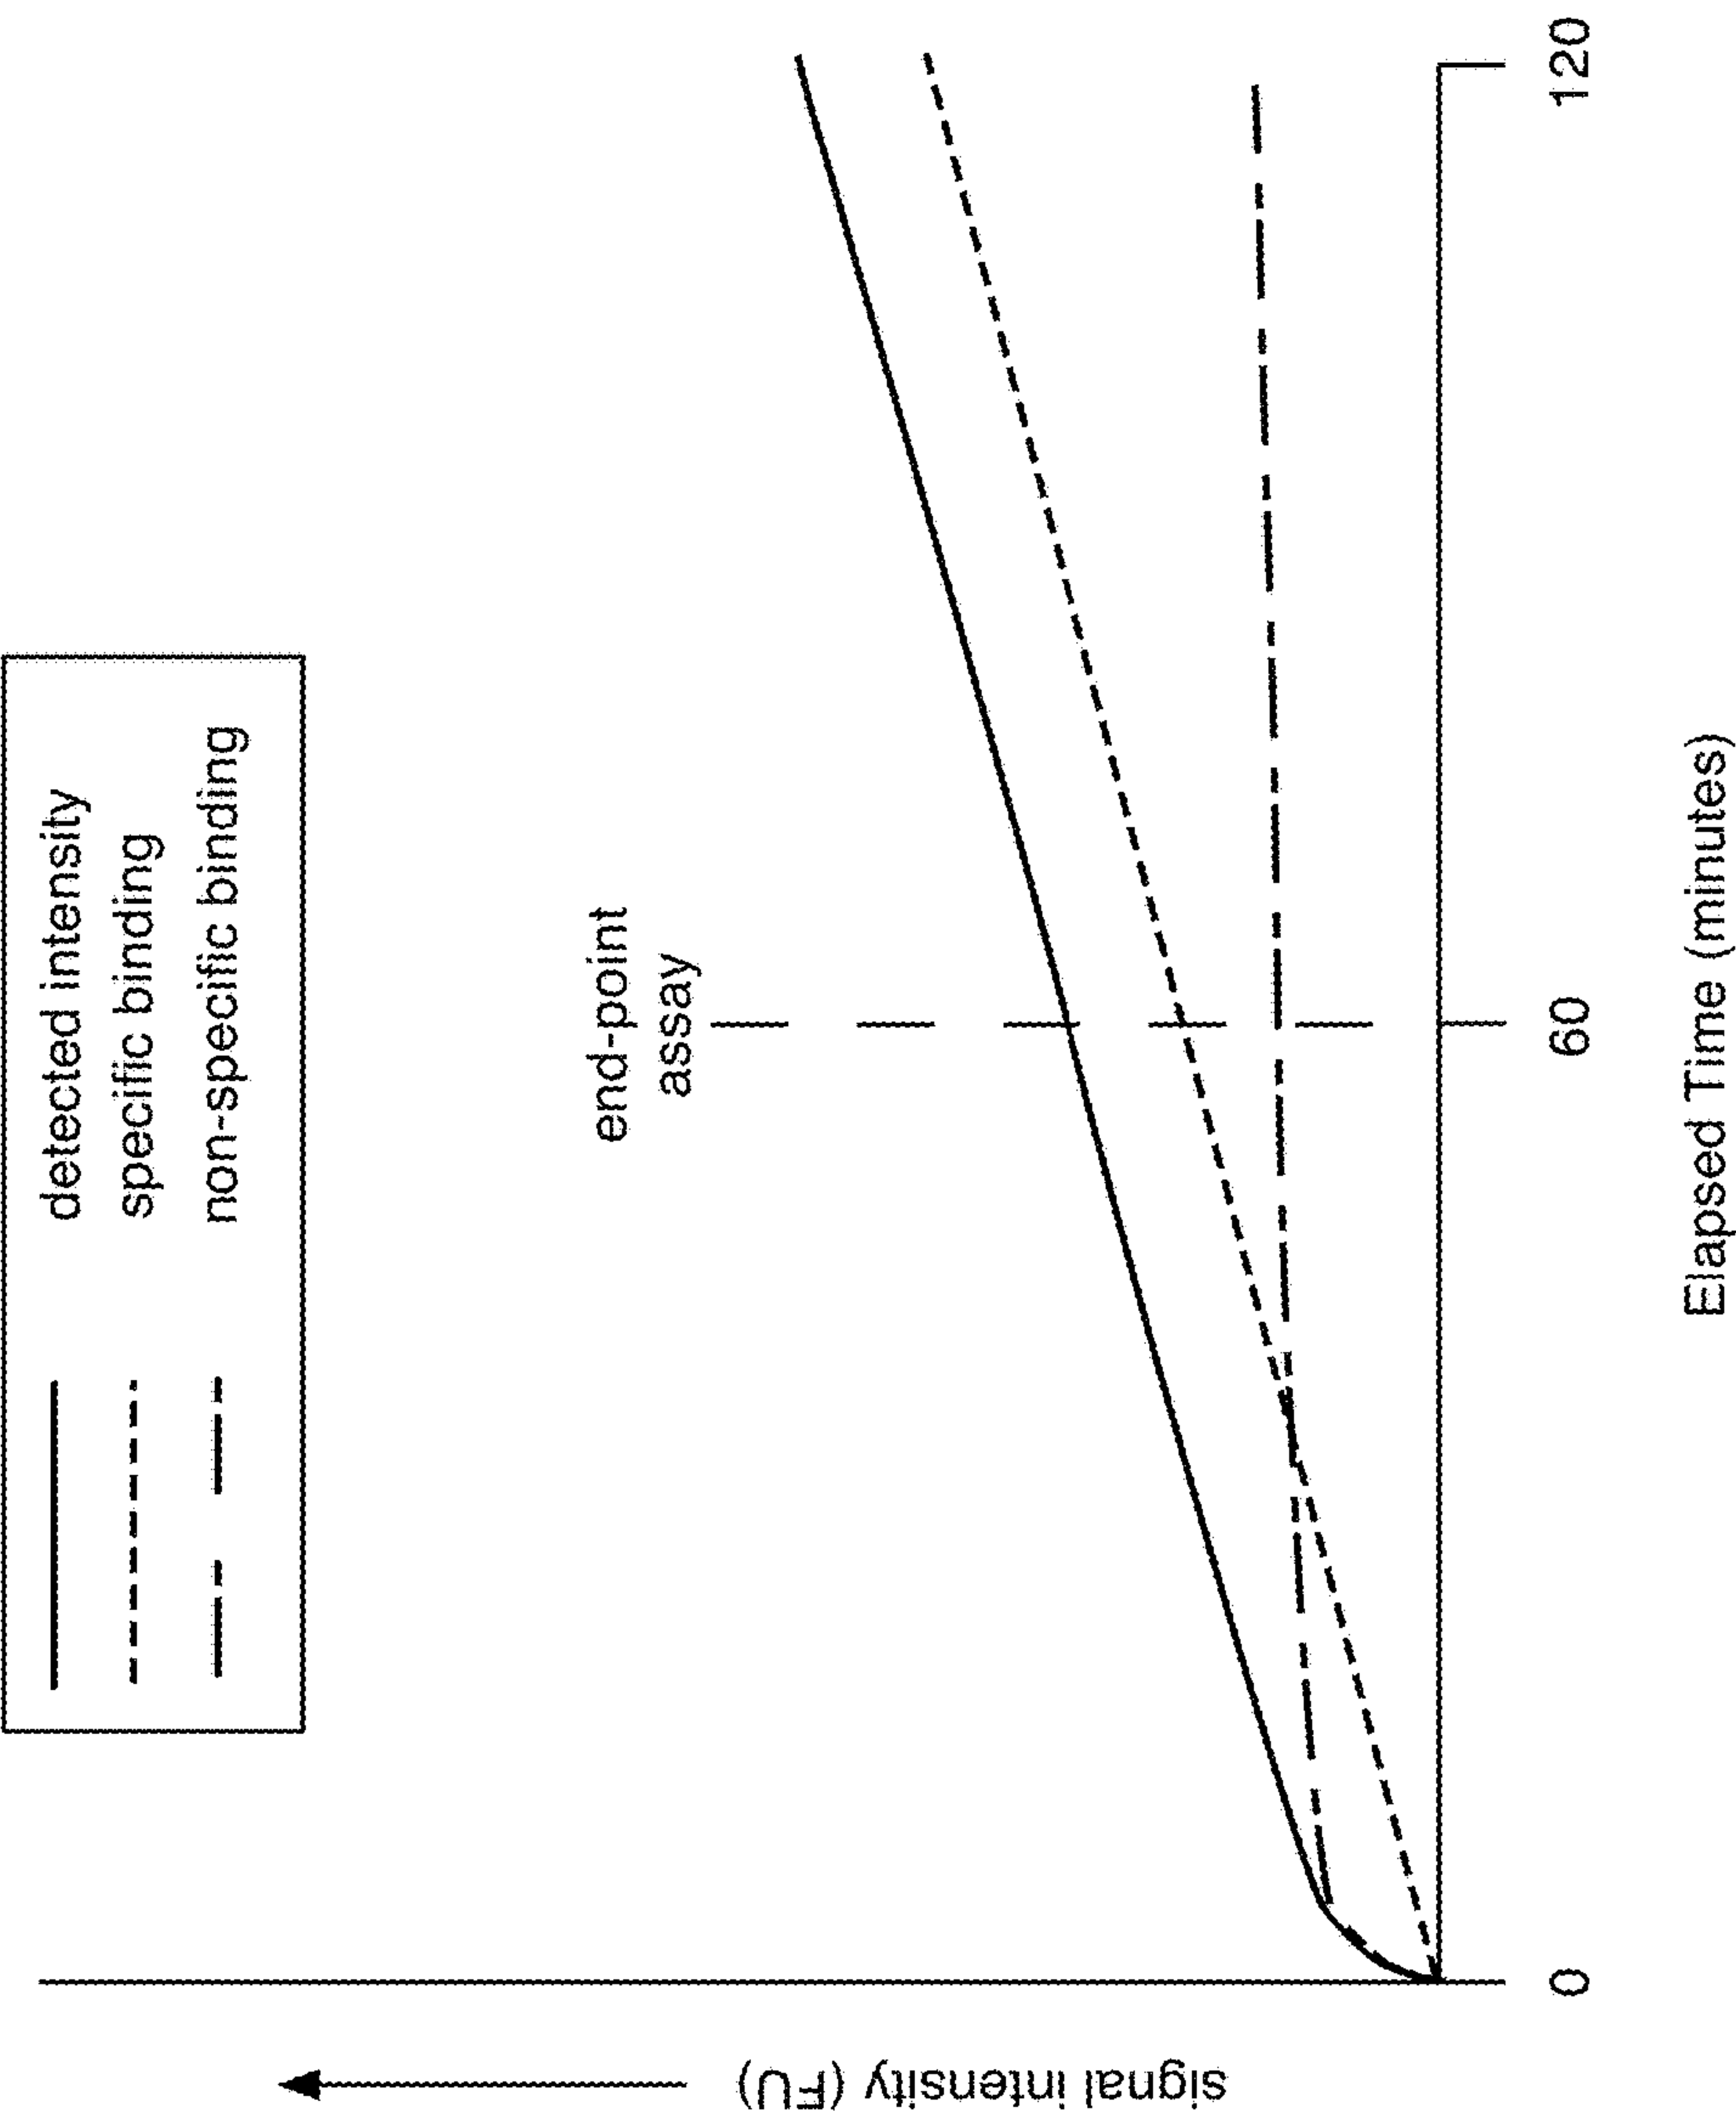 detected intensity
specific binding
non-specific binding
end-point
assay
signal intensity (FU)
0
60
120
Elapsed Time (minutes)